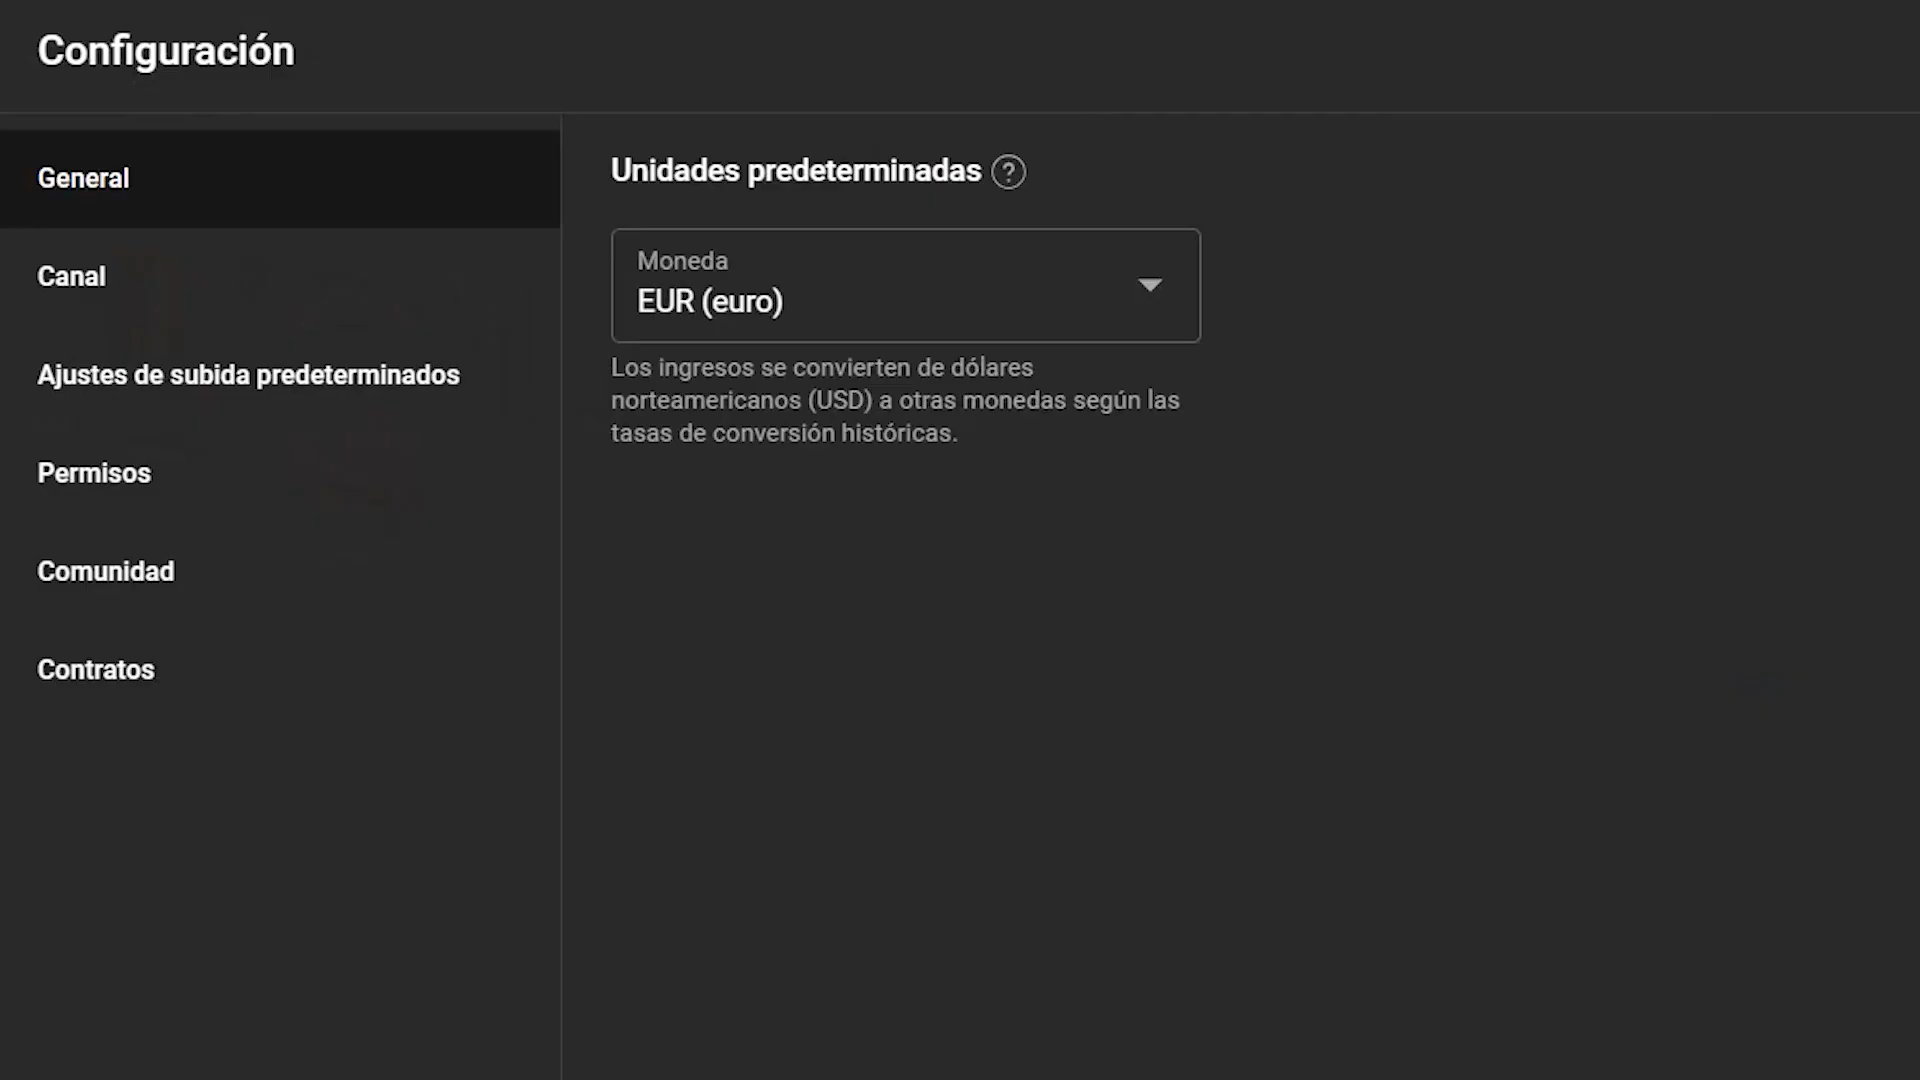 Configuración
General
Canal
Ajustes de subida predeterminados
Permisos
Comunidad
Contratos
Unidades predeterminadas ?
Moneda
EUR (euro)
Los ingresos se convierten de dólares
norteamericanos (USD) a otras monedas según las
tasas de conversión históricas.